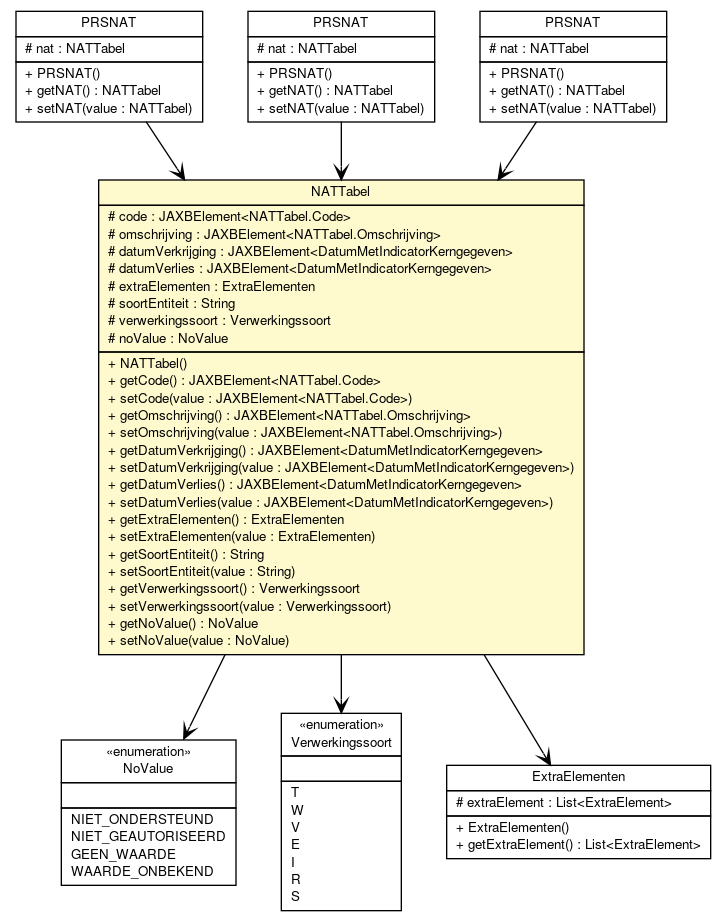 PRSNAT
# nat : NATTabel
+ PRSNAT()
+ getNAT() : NATTabel
+ setNAT(value : NATTabel)
PRSNAT
# nat : NATTabel
+ PRSNAT()
+ getNAT() : NATTabel
+ setNAT(value : NATTabel)
PRSNAT
# nat : NATTabel
+ PRSNAT()
+ getNAT() : NATTabel
+ setNAT(value : NATTabel)
NATTabel
# code : JAXBElement<NATTabel.Code>
# omschrijving : JAXBElement<NATTabel.Omschrijving>
# datumVerkrijging : JAXBElement<DatumMetIndicatorKerngegeven>
# datumVerlies : JAXBElement<DatumMetIndicatorKerngegeven>
# extraElementen : ExtraElementen
# soortEntiteit : String
# verwerkingssoort : Verwerkingssoort
# noValue : NoValue
+ NATTabel()
+ getCode() : JAXBElement<NATTabel.Code>
+ setCode(value : JAXBElement<NATTabel.Code>)
+ getOmschrijving() : JAXBElement<NATTabel.Omschrijving>
+ setOmschrijving(value : JAXBElement<NATTabel.Omschrijving>)
+ getDatumVerkrijging() : JAXBElement<DatumMetIndicatorKerngegeven>
+ setDatumVerkrijging(value : JAXBElement<DatumMetIndicatorKerngegeven>)
+ getDatumVerlies() : JAXBElement<DatumMetIndicatorKerngegeven>
+ setDatumVerlies(value : JAXBElement<DatumMetIndicatorKerngegeven>)
+ getExtraElementen() : ExtraElementen
+ setExtraElementen(value : ExtraElementen)
+ getSoortEntiteit() : String
+ setSoortEntiteit(value : String)
+ getVerwerkingssoort() : Verwerkingssoort
+ setVerwerkingssoort(value : Verwerkingssoort)
+ getNoValue() : NoValue
+ setNoValue(value : NoValue)
«enumeration»
NoValue
NIET_ONDERSTEUND
NIET_GEAUTORISEERD
GEEN_WAARDE
WAARDE_ONBEKEND
«enumeration»
Verwerkingssoort
T
W
V
E
I
R
S
ExtraElementen
# extraElement : List<ExtraElement>
+ ExtraElementen()
+ getExtraElement() : List<ExtraElement>